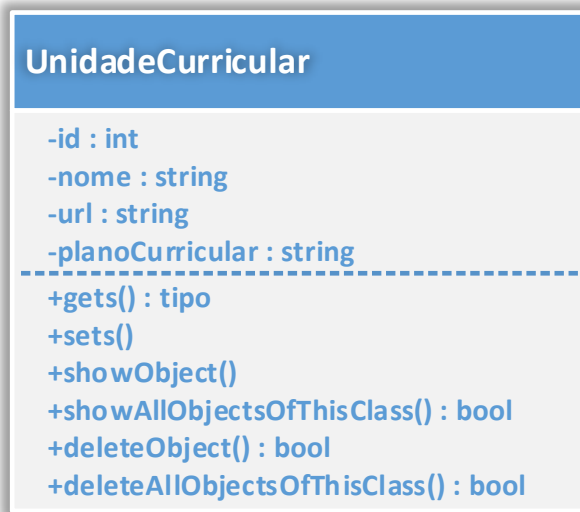 UnidadeCurricular
-id : int
-nome : string
-url : string
-planoCurricular : string
+gets() : tipo
+sets()
+showObject()
+showAllObjectsOfThisClass() : bool
+deleteObject() : bool
+deleteAllObjectsOfThisClass() : bool